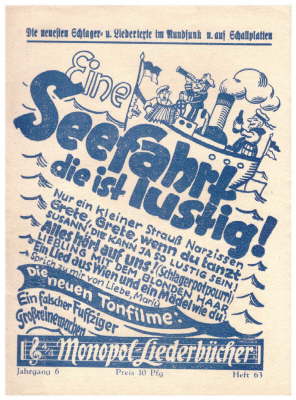 Die neuesten Schlager- u. Liedertexte im Rundfunk u. auf Schallplatten
Eine
Seefahrt
die ist lustig!
Nur ein kleiner Strauß Narzissen
Grete, Grete, wenn du tanzt
SUSANN', DIE KANN JA SO LUSTIG SEIN!
Alles hört auf uns! (Schlagerpotpourri)
LIEBLING MIT DEM BLONDEN HAAR
Ein Lied aus Wien und ein Mädel wie du!
Sprich zu mir von Liebe, Mario
Die neuen Tonfilme:
Ein falscher Fuffziger
Großreinemachen
Monopol-Liederbücher
Jahrgang 6 Preis 10 Pfg Heft 63